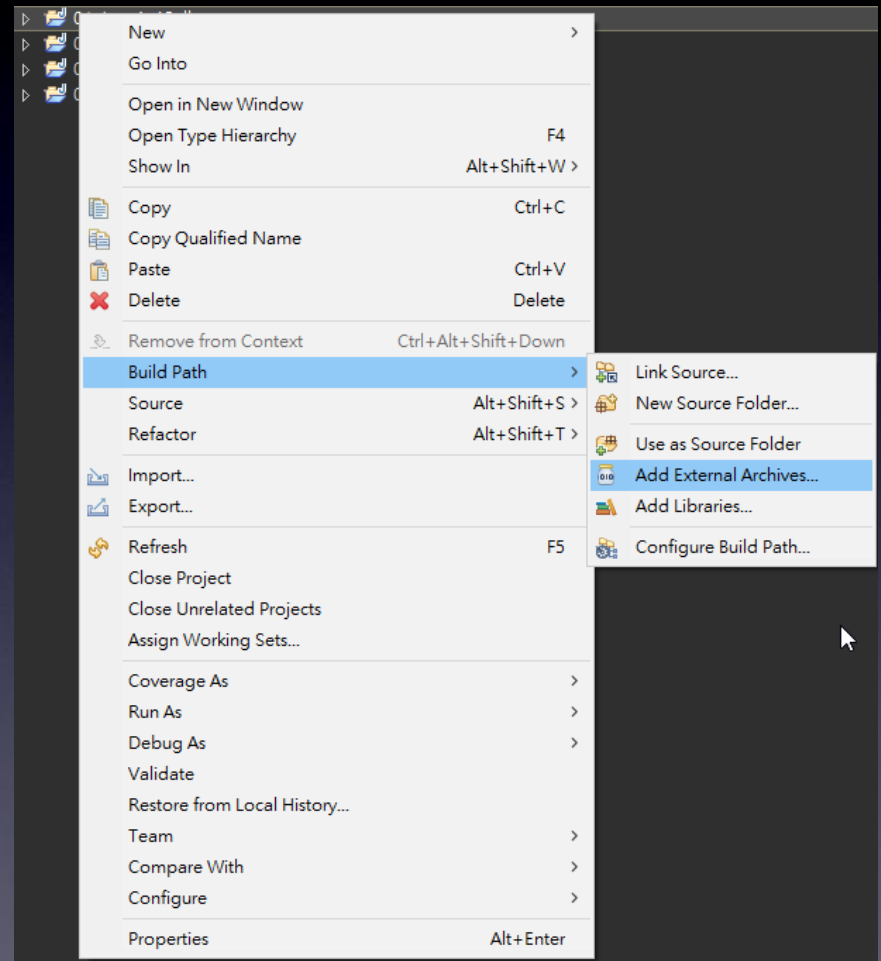 New
Go Into
Open in New Window
Open Type Hierarchy F4
Show In Alt+Shift+W >
Copy Ctrl+C
Copy Qualified Name
Paste Ctrl+V
Delete Delete
Remove from Context Ctrl+Alt+Shift+Down
Build Path
Source Alt+Shift+S >
Refactor Alt+Shift+T >
Import...
Export...
Refresh F5
Close Project
Close Unrelated Projects
Assign Working Sets...
Coverage As
Run As
Debug As
Validate
Restore from Local History...
Team
Compare With
Configure
Properties Alt+Enter
Link Source...
New Source Folder...
Use as Source Folder
010 Add External Archives...
Add Libraries...
Configure Build Path...